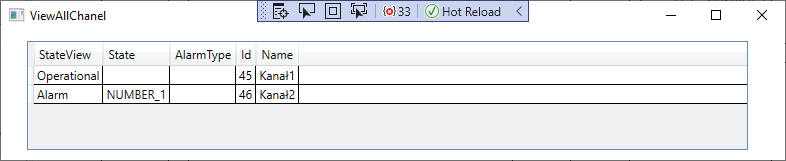 ViewAllChanel
33 Hot Reload
StateView State AlarmType Id Name
Operational 45 Kanał1
Alarm NUMBER_1 46 Kanał2